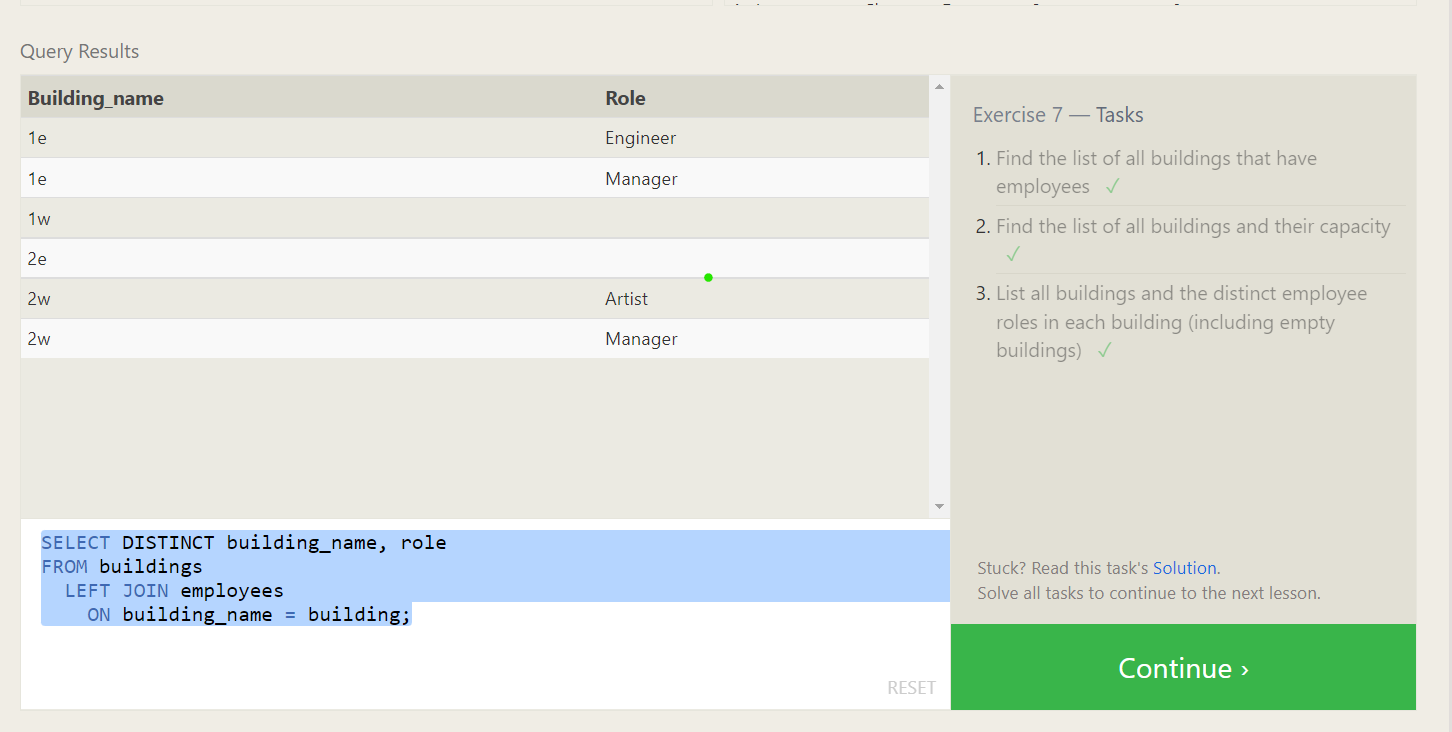 Query Results
Building_name Role
1e Engineer
1e Manager
1w
2e
2w Artist
2w Manager
SELECT DISTINCT building_name, role
FROM buildings
LEFT JOIN employees
ON building_name = building;
RESET
Exercise 7 — Tasks
1. Find the list of all buildings that have
employees ✓
2. Find the list of all buildings and their capacity
✓
3. List all buildings and the distinct employee
roles in each building (including empty
buildings) ✓
Stuck? Read this task's Solution.
Solve all tasks to continue to the next lesson.
Continue ›